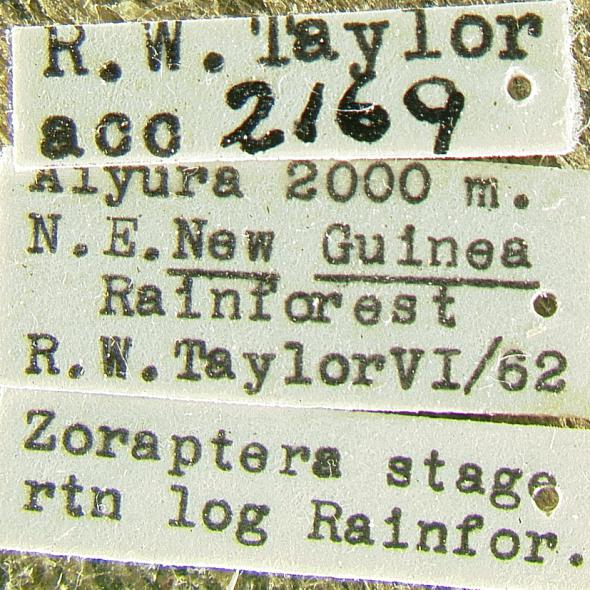 R.W.Taylor
acc 2169
Aiyura 2000 m.
N.E.New Guinea
Rainforest
R.W.TaylorVI/62
Zoraptera stage
rtn log Rainfor.